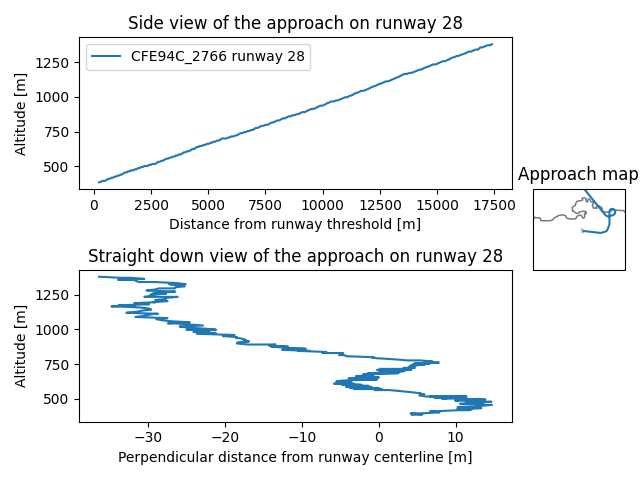 Side view of the approach on runway 28
CFE94C_2766 runway 28
Altitude [m]
1250
1000
750
500
0
2500
5000
7500
10000
12500
15000
17500
Distance from runway threshold [m]
Approach map
Straight down view of the approach on runway 28
Altitude [m]
1250
1000
750
500
−30
−20
−10
0
10
Perpendicular distance from runway centerline [m]